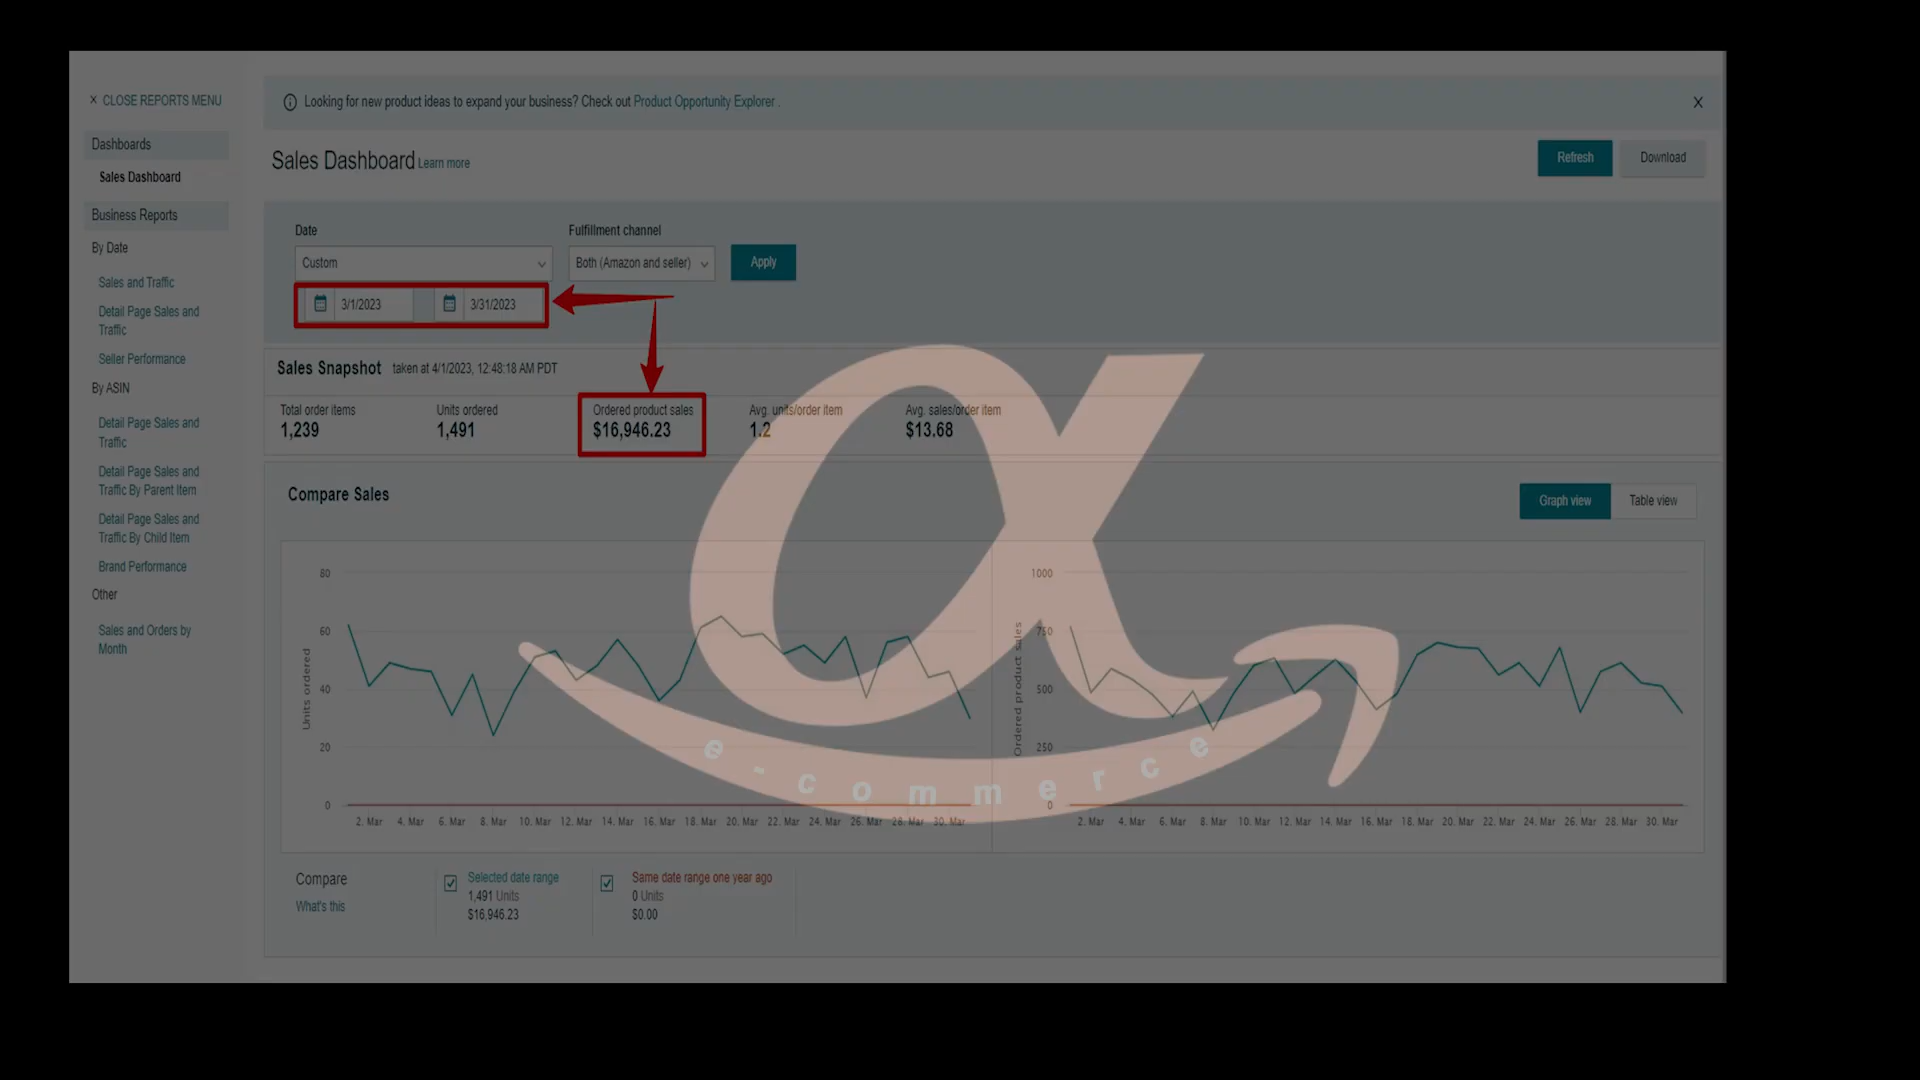 × CLOSE REPORTS MENU
Dashboards
Sales Dashboard
Business Reports
By Date
Sales and Traffic
Detail Page Sales and
Traffic
Seller Performance
By ASIN
Detail Page Sales and
Traffic
Detail Page Sales and
Traffic By Parent Item
Detail Page Sales and
Traffic By Child Item
Brand Performance
Other
Sales and Orders by
Month
Looking for new product ideas to expand your business? Check out Product Opportunity Explorer .
X
Sales Dashboard Learn more
Refresh
Download
Date
Fulfillment channel
Custom
Both (Amazon and seller)
Apply
3/1/2023
3/31/2023
Sales Snapshot taken at 4/1/2023, 12:48:18 AM PDT
Total order items
1,239
Units ordered
1,491
Ordered product sales
$16,946.23
Avg. units/order item
1.2
Avg. sales/order item
$13.68
Compare Sales
Graph view
Table view
Units ordered
80
60
40
20
0
2. Mar 4. Mar 6. Mar 8. Mar 10. Mar 12. Mar 14. Mar 16. Mar 18. Mar 20. Mar 22. Mar 24. Mar 26. Mar 28. Mar 30. Mar
Ordered product sales
1000
750
500
250
0
2. Mar 4. Mar 6. Mar 8. Mar 10. Mar 12. Mar 14. Mar 16. Mar 18. Mar 20. Mar 22. Mar 24. Mar 26. Mar 28. Mar 30. Mar
e-commerce
Compare
What's this
Selected date range
1,491 Units
$16,946.23
Same date range one year ago
0 Units
$0.00